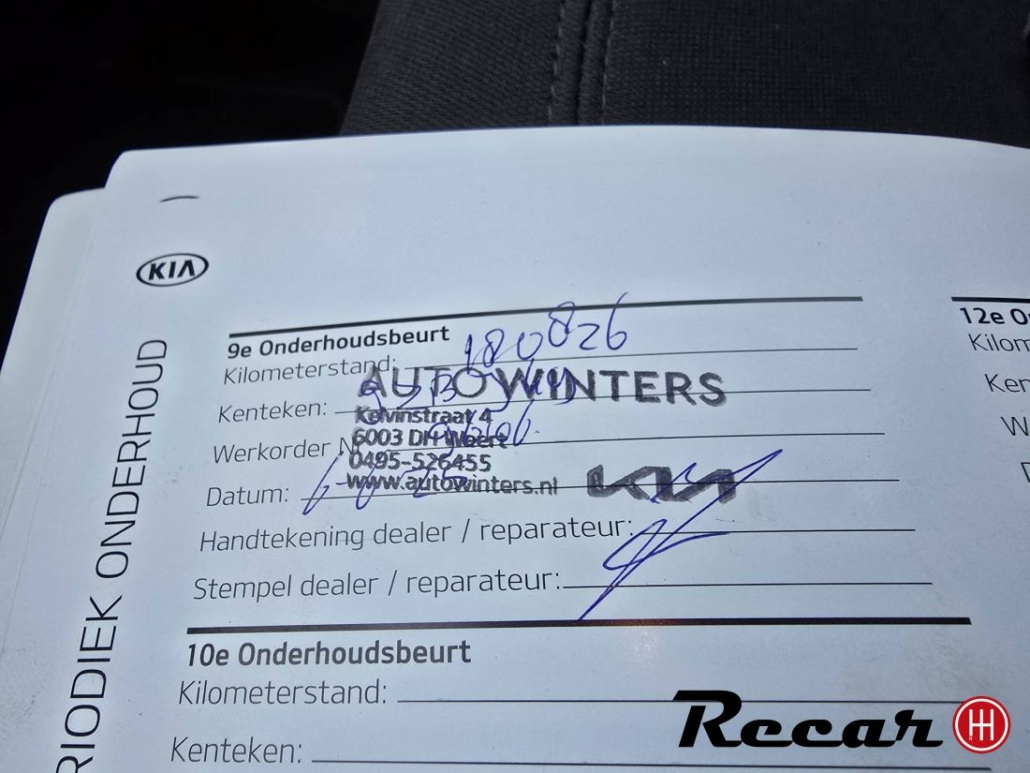 KIA
RIODIEK ONDERHOUD
9e Onderhoudsbeurt
Kilometerstand: 180826
Kenteken:
AUTO WINTERS
Kelvinstraat 4
Werkorder N
6003 DH Weert
0495-526455
www.autowinters.nl
KIA
Datum:
Handtekening dealer / reparateur:
Stempel dealer / reparateur:
10e Onderhoudsbeurt
Kilometerstand:
Kenteken:
12e O
Kilom
Ken
W
Recar
H